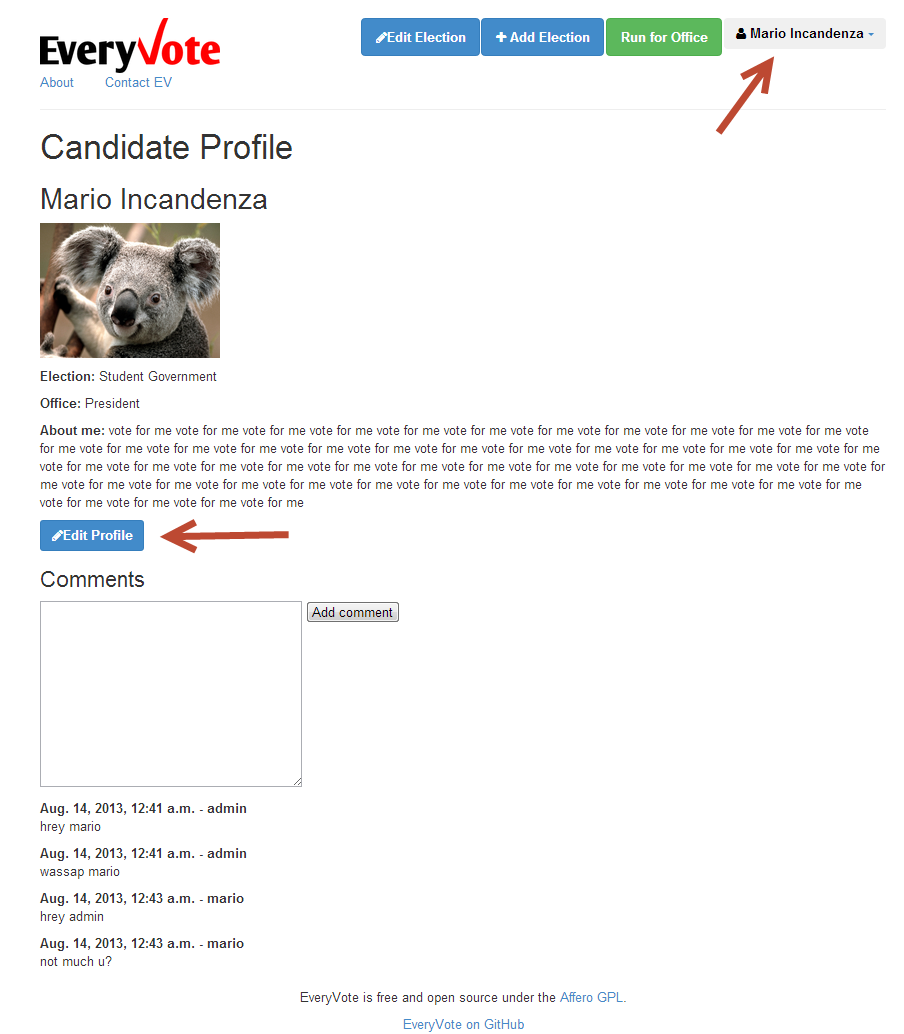 EveryVote
Edit Election
Add Election
Run for Office
Mario Incandenza
About
Contact EV
Candidate Profile
Mario Incandenza
Election: Student Government
Office: President
About me: vote for me vote for me vote for me vote for me vote for me vote for me vote for me vote for me vote for me vote for me vote for me vote
for me vote for me vote for me vote for me vote for me vote for me vote for me vote for me vote for me vote for me vote for me vote for me vote for me
vote for me vote for me vote for me vote for me vote for me vote for me vote for me vote for me vote for me vote for me vote for me vote for me vote for
me vote for me vote for me vote for me vote for me vote for me vote for me vote for me vote for me vote for me vote for me vote for me vote for me
vote for me vote for me vote for me vote for me
Edit Profile
Comments
Add comment
Aug. 14, 2013, 12:41 a.m. - admin
hrey mario
Aug. 14, 2013, 12:41 a.m. - admin
wassap mario
Aug. 14, 2013, 12:43 a.m. - mario
hrey admin
Aug. 14, 2013, 12:43 a.m. - mario
not much u?
EveryVote is free and open source under the Affero GPL.
EveryVote on GitHub